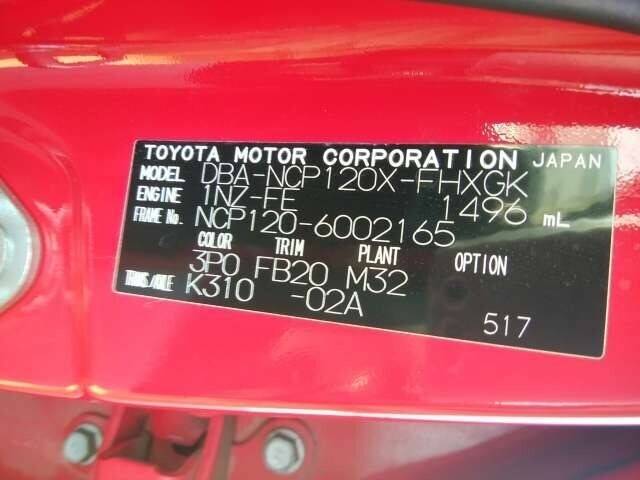 TOYOTA MOTOR CORPORATION JAPAN
MODEL DBA-NCP120X-FHXGK
ENGINE 1NZ-FE 1496 mL
FRAME No. NCP120-6002165
COLOR TRIM PLANT OPTION
3P0 FB20 M32
TRANS./AXLE K310 -02A
517